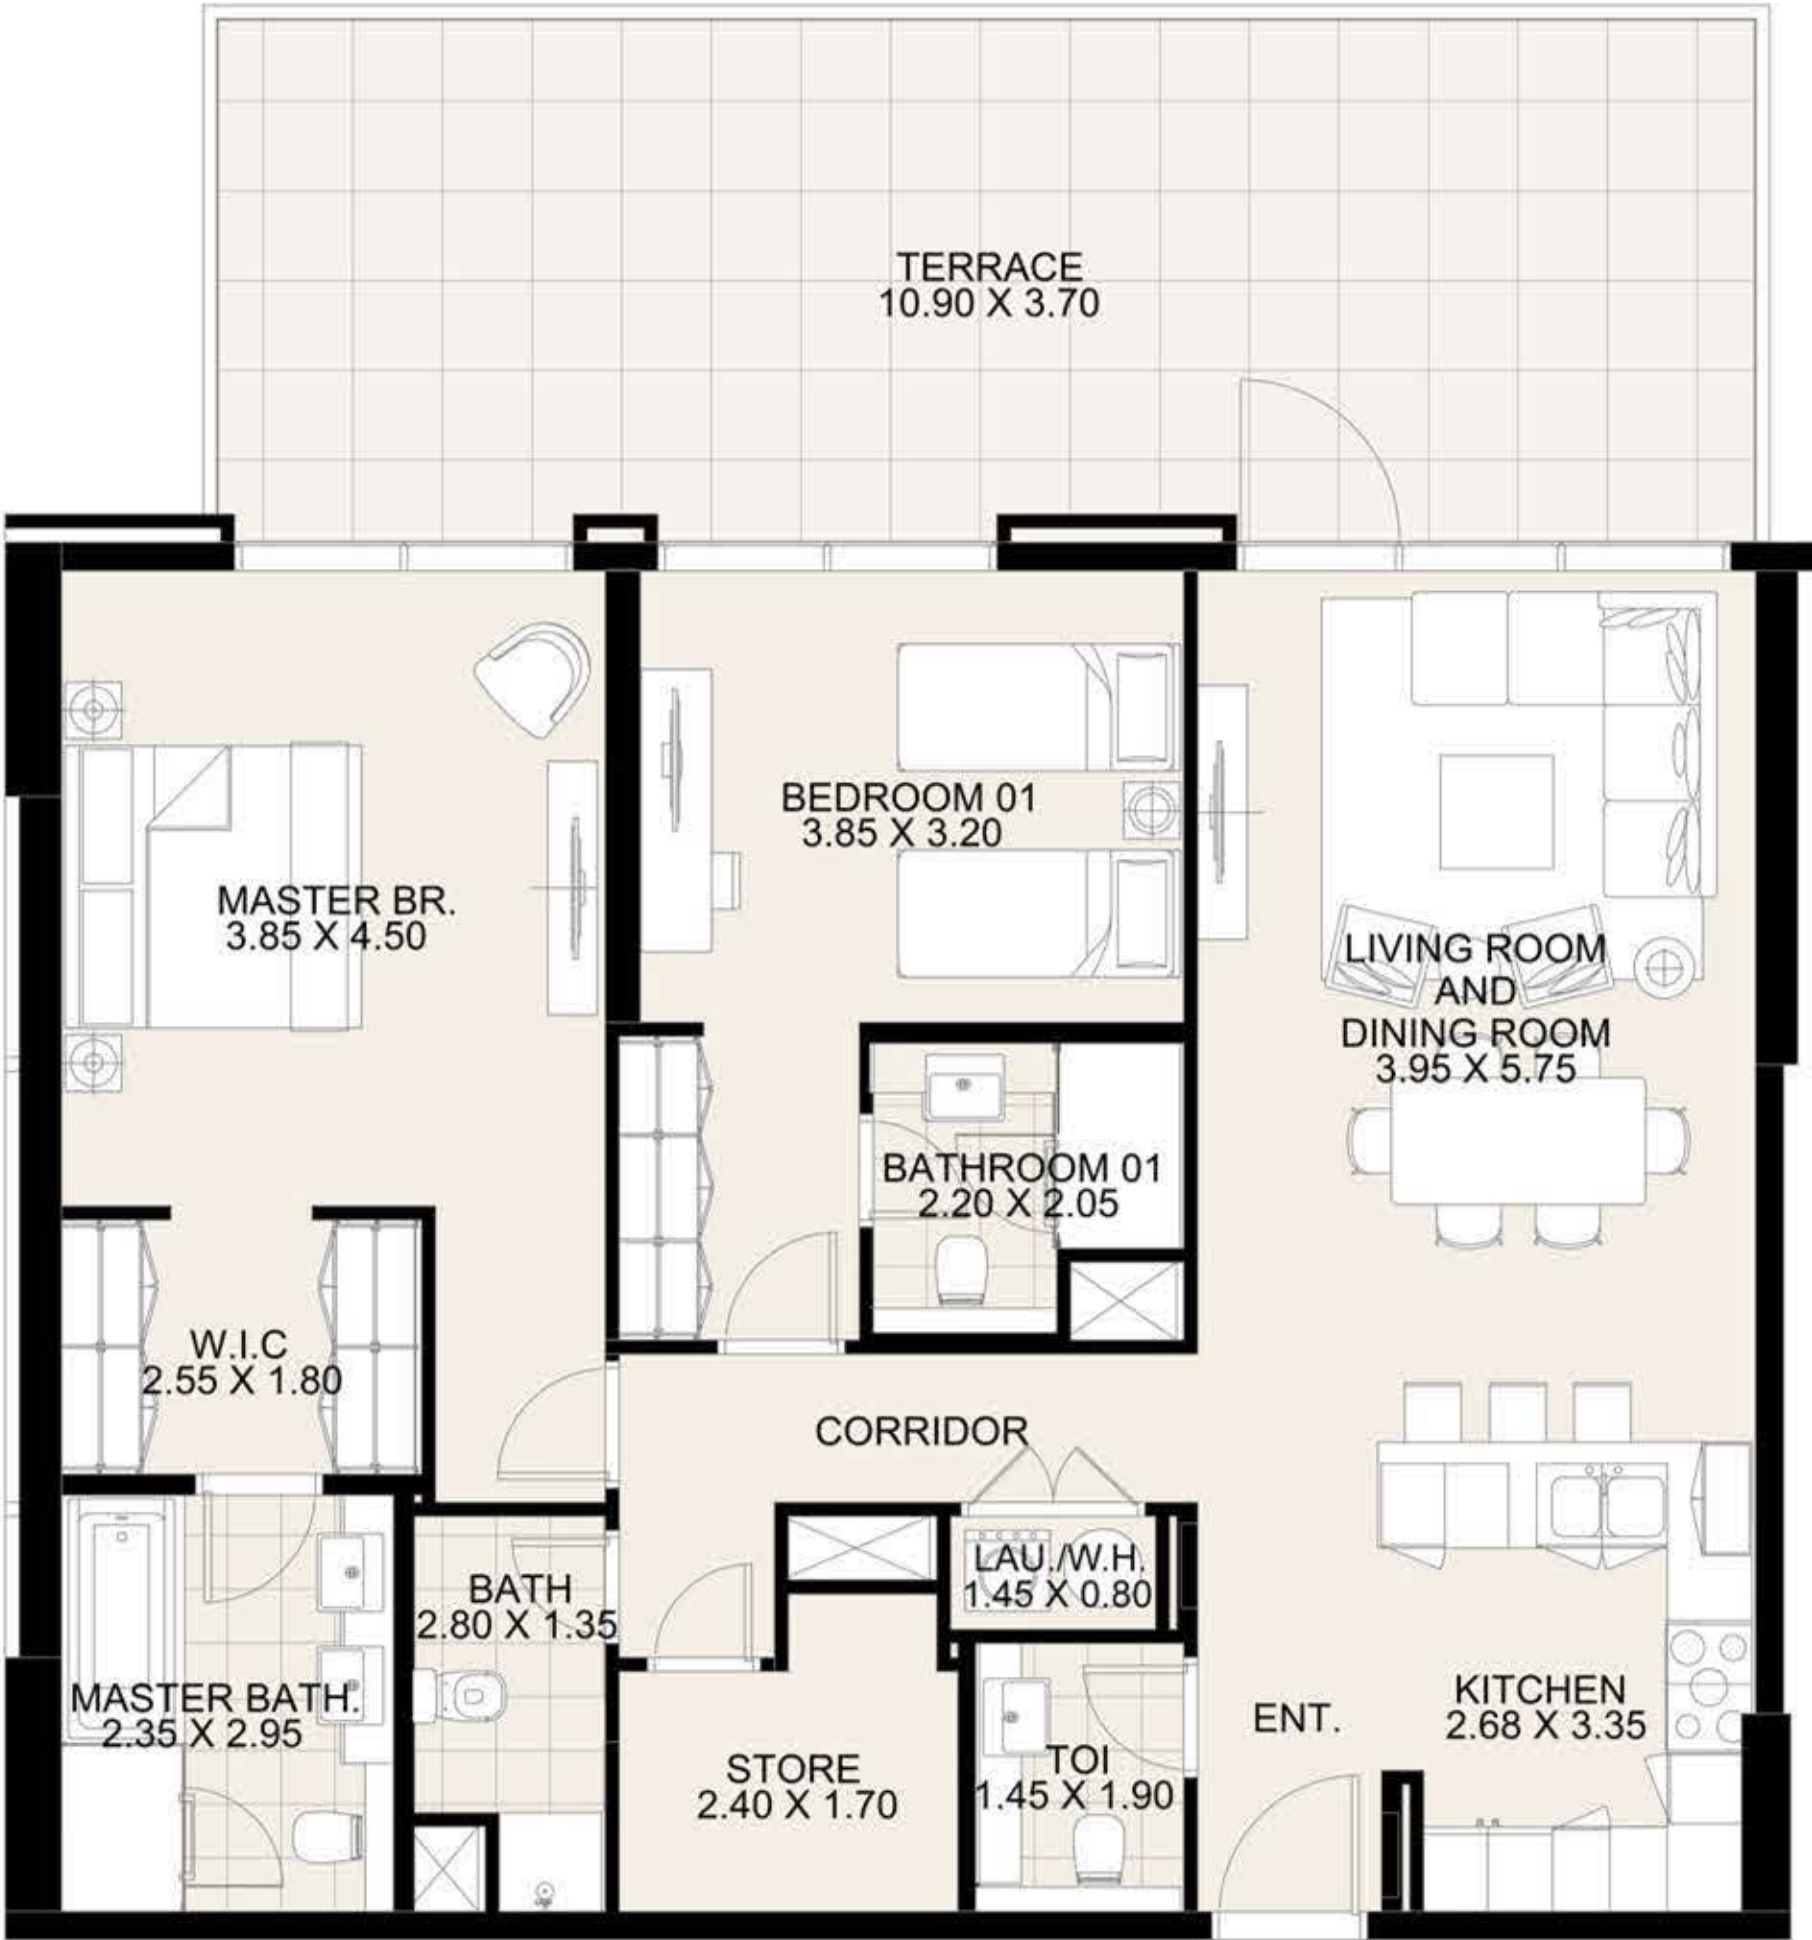 TERRACE
10.90 X 3.70
BEDROOM 01
3.85 X 3.20
MASTER BR.
3.85 X 4.50
LIVING ROOM
AND
DINING ROOM
3.95 X 5.75
BATHROOM 01
2.20 X 2.05
W.I.C
2.55 X 1.80
CORRIDOR
LAU./W.H.
1.45 X 0.80
BATH
2.80 X 1.35
MASTER BATH.
2.35 X 2.95
KITCHEN
2.68 X 3.35
ENT.
STORE
2.40 X 1.70
TOI
1.45 X 1.90